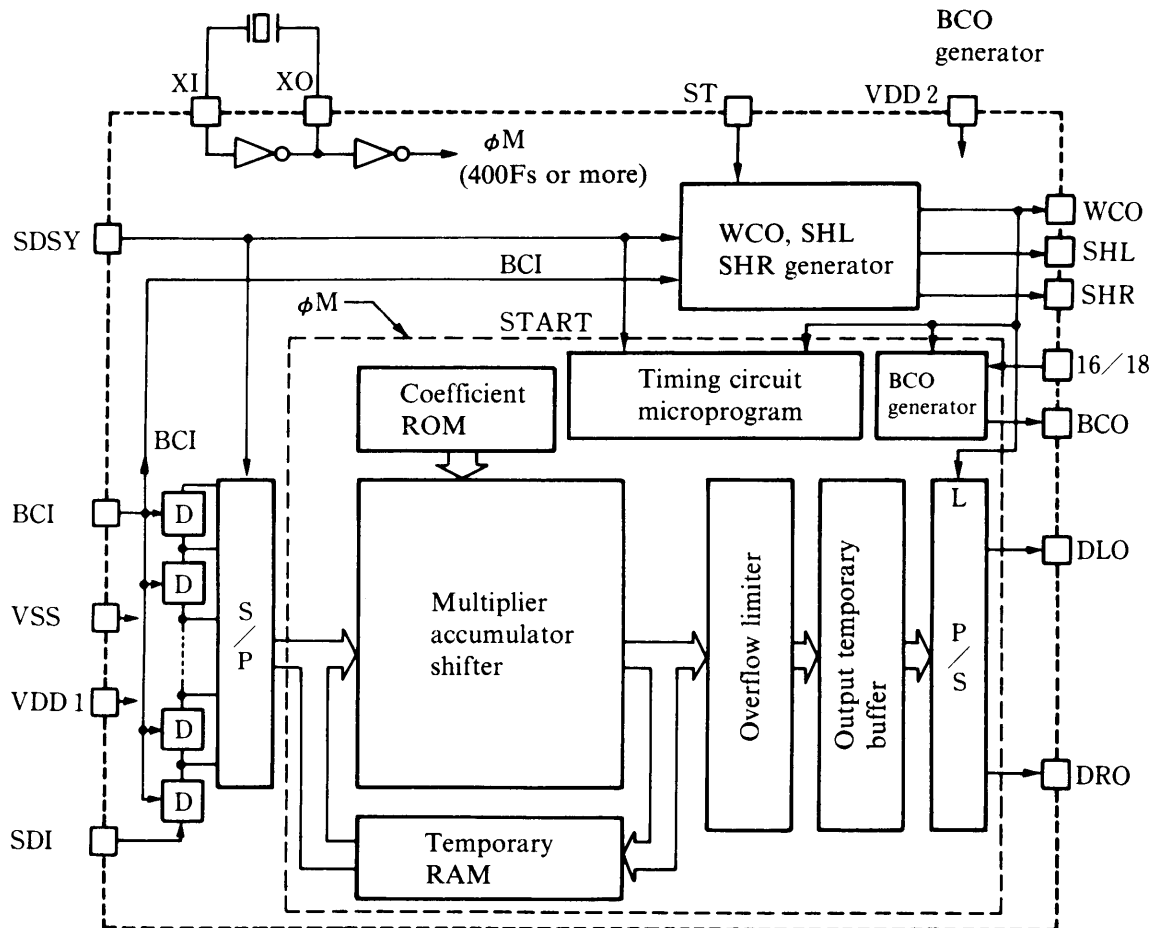 BCO
generator
XI
XO
ST
VDD 2
φM
(400Fs or more)
SDSY
WCO, SHL
SHR generator
WCO
SHL
SHR
BCI
φM
START
16/18
Coefficient
ROM
Timing circuit
microprogram
BCO
generator
BCO
BCI
BCI
D
D
D
D
S/P
L
DLO
VSS
VDD 1
Multiplier
accumulator
shifter
Overflow limiter
Output temporary
buffer
P/S
DRO
SDI
Temporary
RAM